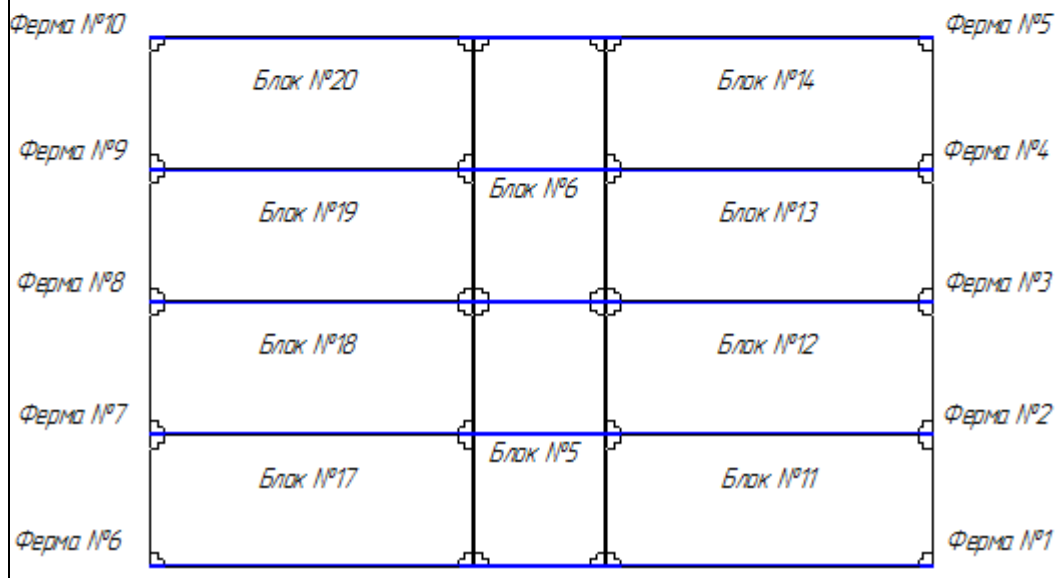 Ферма №10
Ферма №5
Блок №20
Блок №14
Ферма №9
Ферма №4
Блок №6
Блок №19
Блок №13
Ферма №8
Ферма №3
Блок №18
Блок №12
Ферма №7
Ферма №2
Блок №5
Блок №17
Блок №11
Ферма №6
Ферма №1